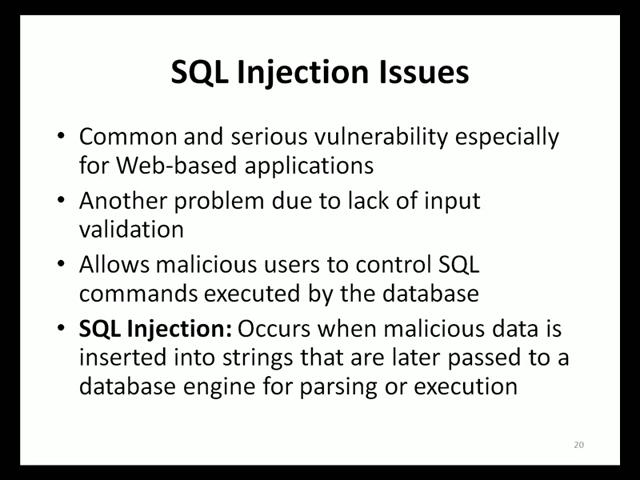 SQL Injection Issues
• Common and serious vulnerability especially
for Web-based applications
• Another problem due to lack of input
validation
• Allows malicious users to control SQL
commands executed by the database
• SQL Injection: Occurs when malicious data is
inserted into strings that are later passed to a
database engine for parsing or execution
20